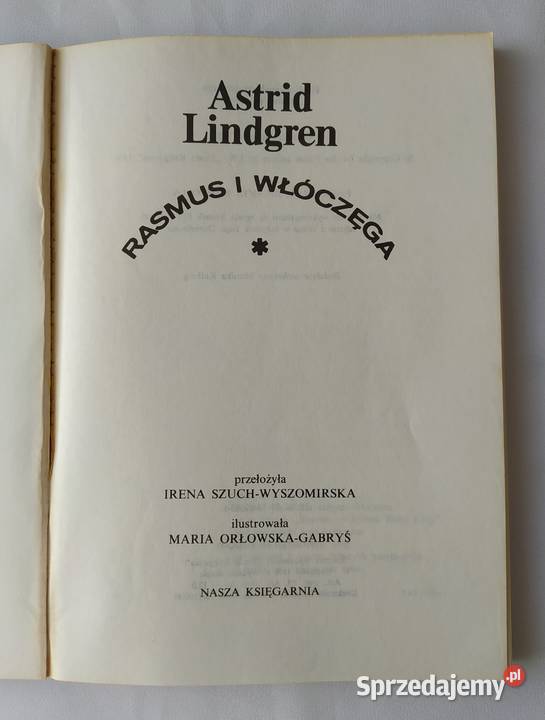 Astrid
Lindgren
RASMUS I WŁÓCZĘGA
*
przełożyła
IRENA SZUCH-WYSZOMIRSKA
ilustrowała
MARIA ORŁOWSKA-GABRYŚ
NASZA KSIĘGARNIA
Sprzedajemy.pl